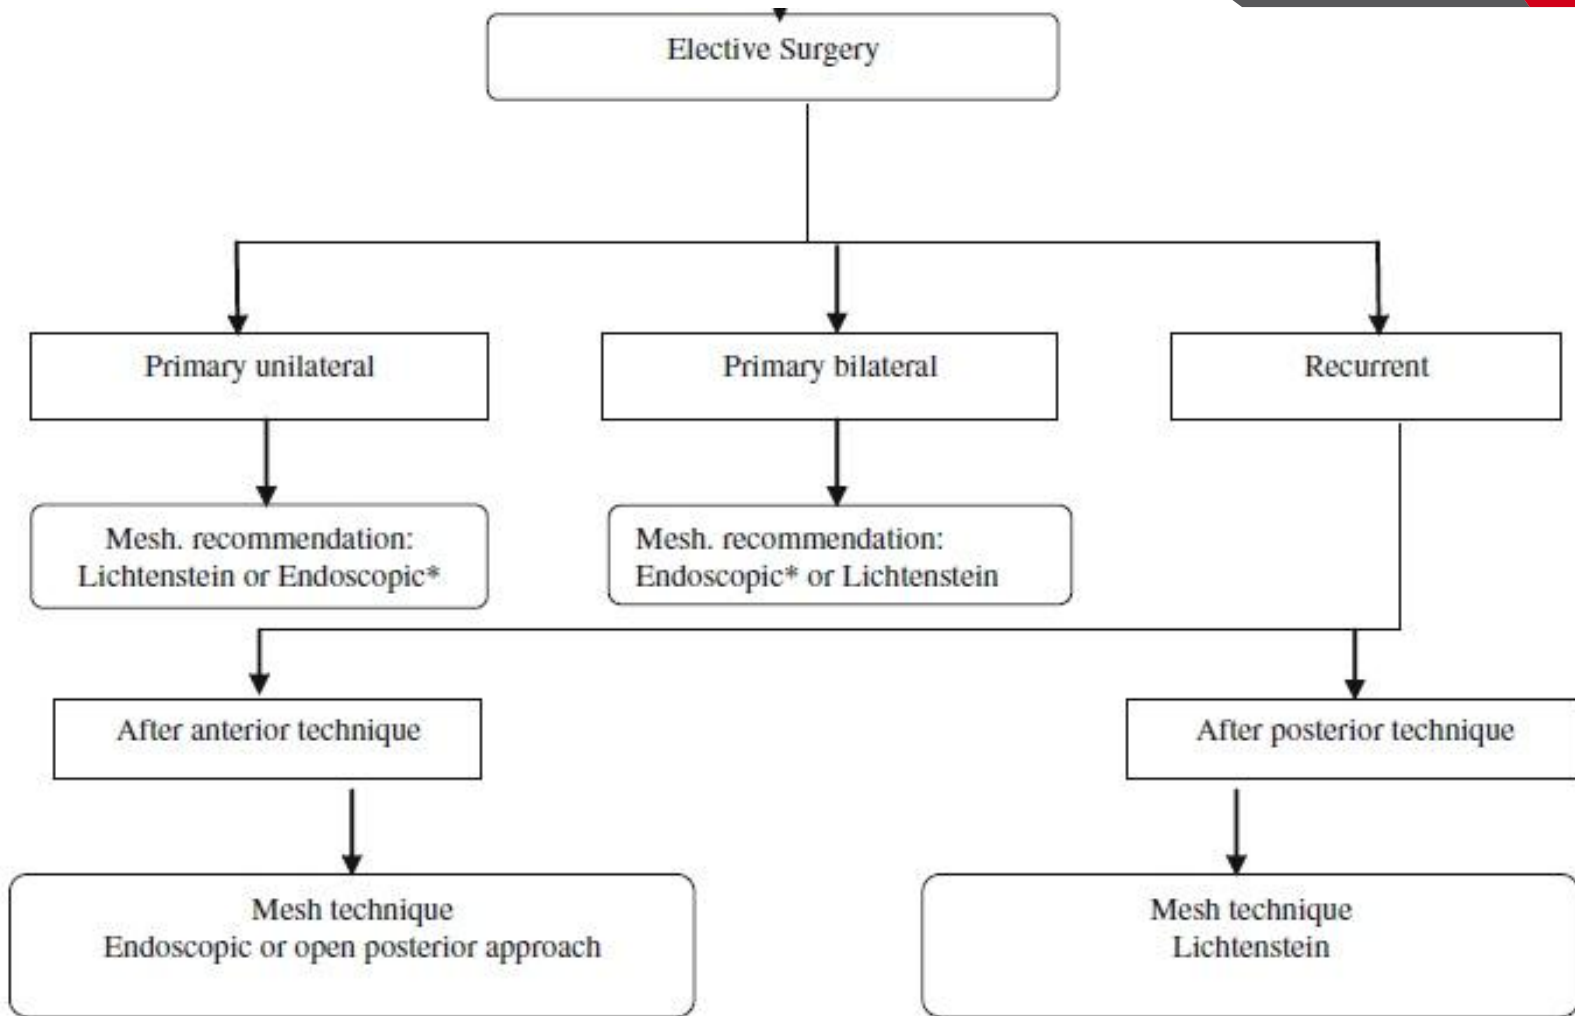 Elective Surgery
Primary unilateral
Primary bilateral
Recurrent
Mesh. recommendation:
Lichtenstein or Endoscopic*
Mesh. recommendation:
Endoscopic* or Lichtenstein
After anterior technique
After posterior technique
Mesh technique
Endoscopic or open posterior approach
Mesh technique
Lichtenstein